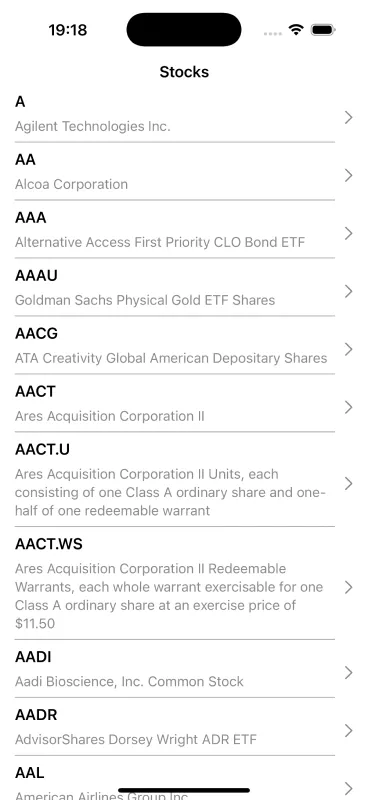 19:18
Stocks
A
Agilent Technologies Inc.
AA
Alcoa Corporation
AAA
Alternative Access First Priority CLO Bond ETF
AAAU
Goldman Sachs Physical Gold ETF Shares
AACG
ATA Creativity Global American Depositary Shares
AACT
Ares Acquisition Corporation II
AACT.U
Ares Acquisition Corporation II Units, each
consisting of one Class A ordinary share and one-
half of one redeemable warrant
AACT.WS
Ares Acquisition Corporation II Redeemable
Warrants, each whole warrant exercisable for one
Class A ordinary share at an exercise price of
$11.50
AADI
Aadi Bioscience, Inc. Common Stock
AADR
AdvisorShares Dorsey Wright ADR ETF
AAL
American Airlines Group Inc.